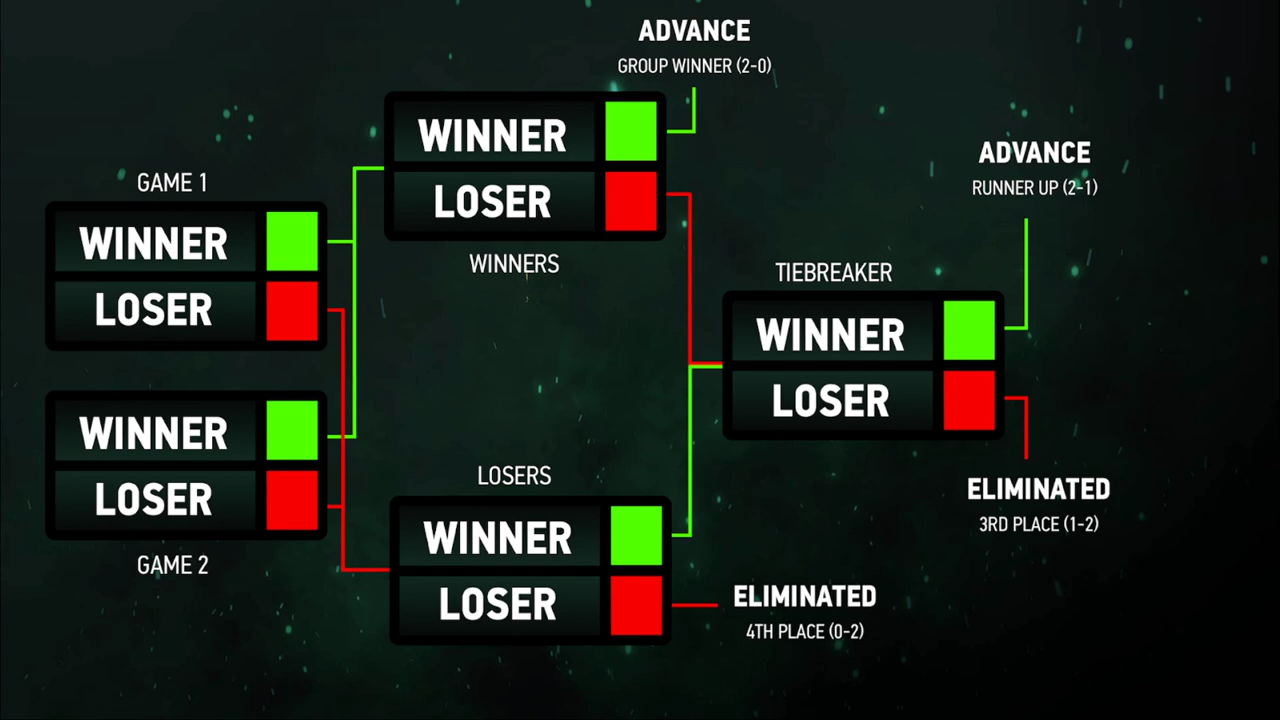 ADVANCE
GROUP WINNER (2-0)
WINNER
LOSER
WINNERS
GAME 1
WINNER
LOSER
WINNER
LOSER
GAME 2
LOSERS
WINNER
LOSER
ELIMINATED
4TH PLACE (0-2)
TIEBREAKER
WINNER
LOSER
ADVANCE
RUNNER UP (2-1)
ELIMINATED
3RD PLACE (1-2)